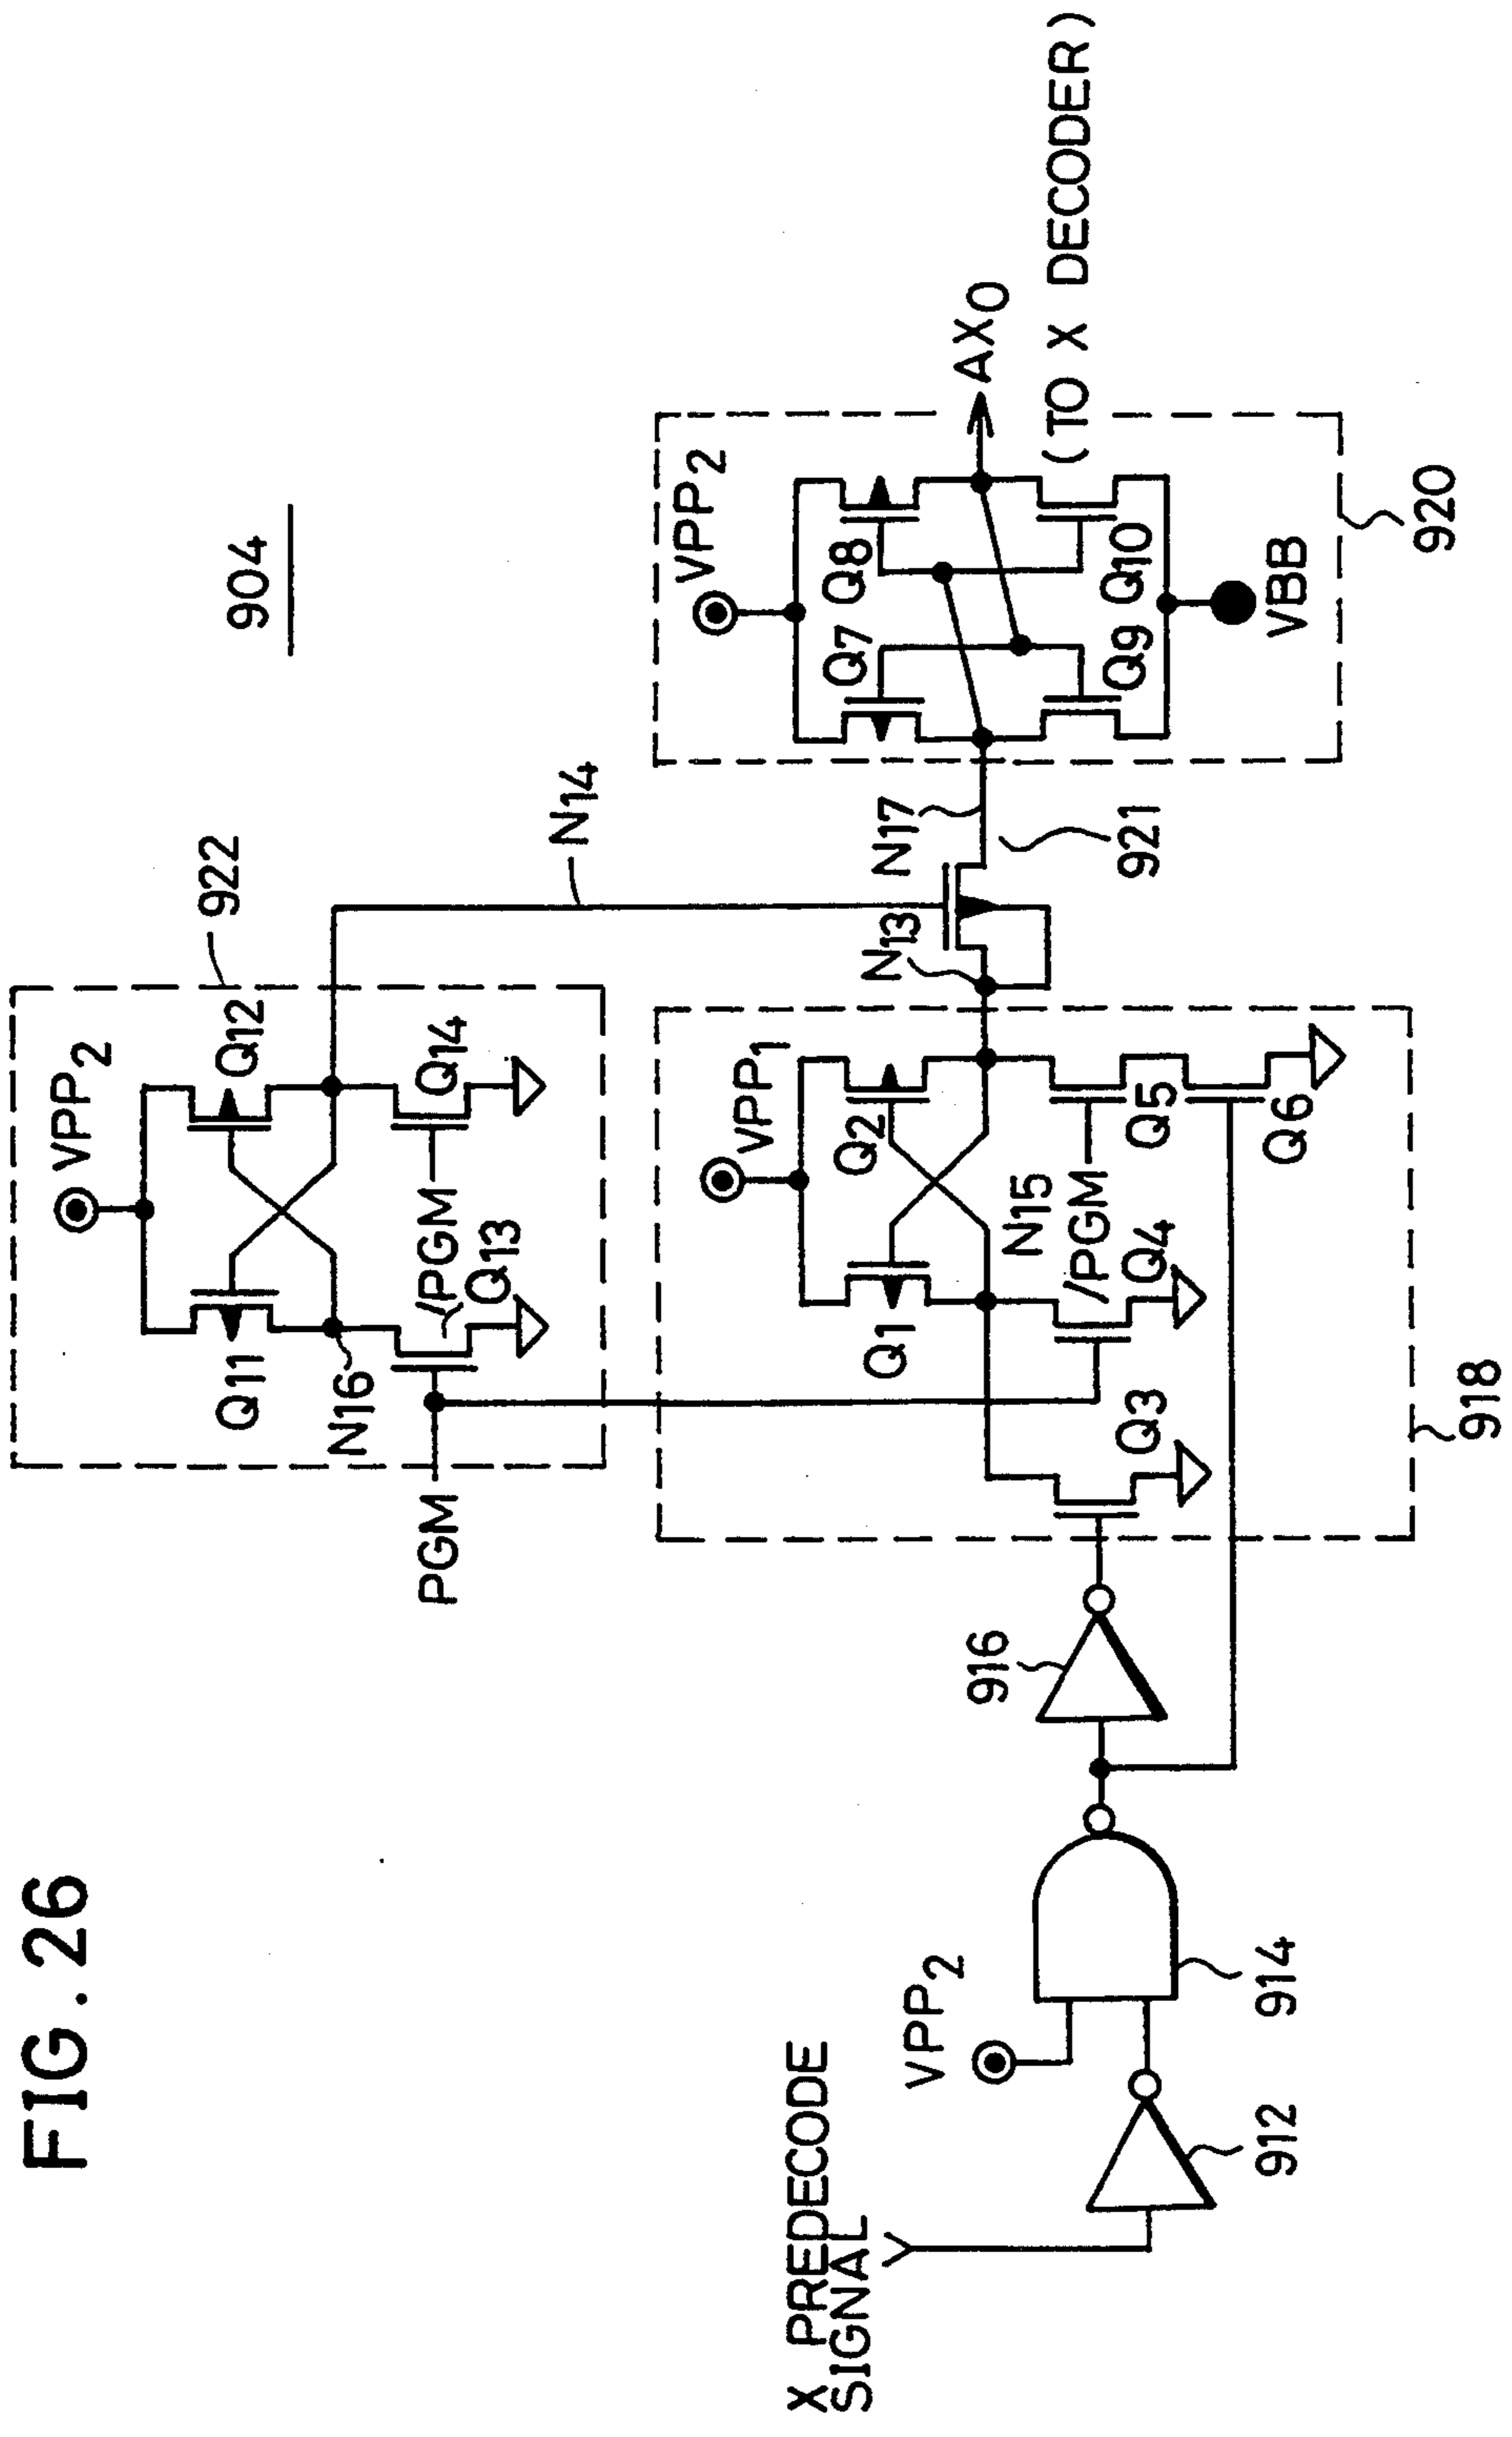 FIG. 26
904
VPP2
922
Q11
Q12
N16
/PGM
Q13
Q14
PGM
N14
VPP1
Q1
Q2
N15
/PGM
Q3
Q4
Q5
Q6
918
N13
N17
921
VPP2
Q7
Q8
Q9
Q10
VBB
920
AX0
(TO X DECODER)
X PREDECODE
SIGNAL
VPP2
912
914
916